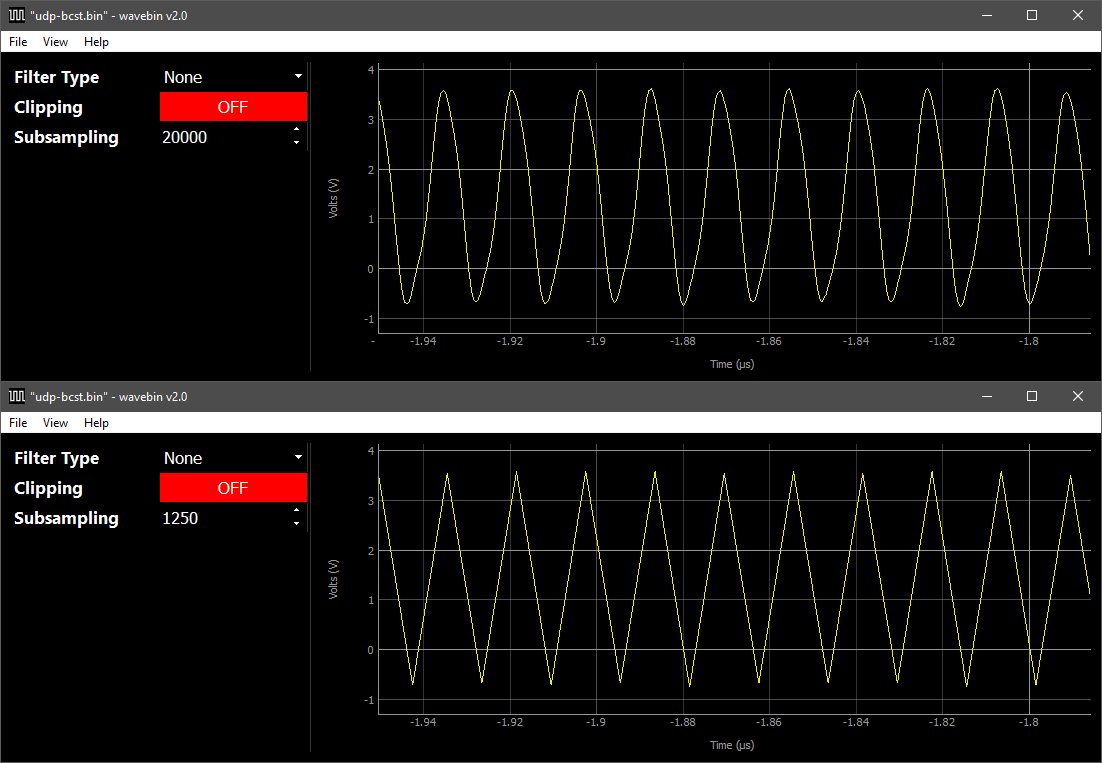 "udp-bcst.bin" - wavebin v2.0
File View Help
Filter Type None
Clipping OFF
Subsampling 20000
4
3
2
1
0
-1
Volts (V)
- -1.94 -1.92 -1.9 -1.88 -1.86 -1.84 -1.82 -1.8
Time (µs)
"udp-bcst.bin" - wavebin v2.0
File View Help
Filter Type None
Clipping OFF
Subsampling 1250
4
3
2
1
0
-1
Volts (V)
-1.94 -1.92 -1.9 -1.88 -1.86 -1.84 -1.82 -1.8
Time (µs)